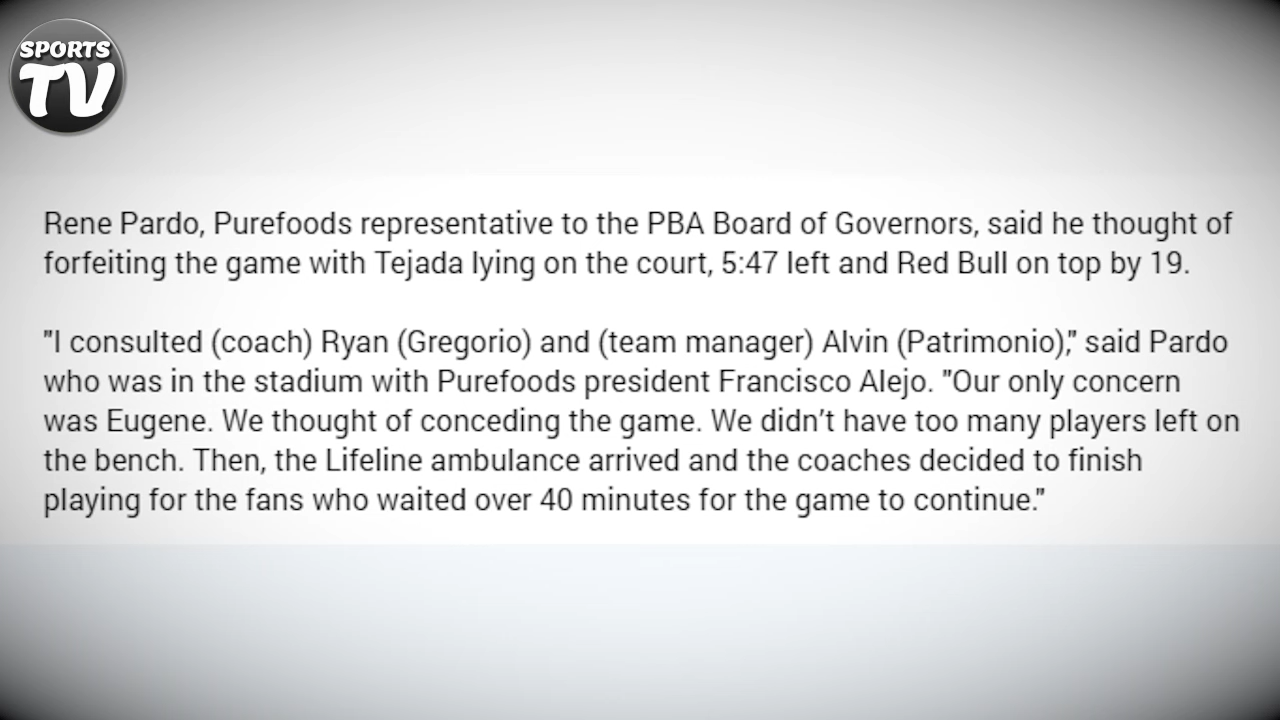 SPORTS
TV
Rene Pardo, Purefoods representative to the PBA Board of Governors, said he thought of
forfeiting the game with Tejada lying on the court, 5:47 left and Red Bull on top by 19.
"I consulted (coach) Ryan (Gregorio) and (team manager) Alvin (Patrimonio)," said Pardo
who was in the stadium with Purefoods president Francisco Alejo. "Our only concern
was Eugene. We thought of conceding the game. We didn't have too many players left on
the bench. Then, the Lifeline ambulance arrived and the coaches decided to finish
playing for the fans who waited over 40 minutes for the game to continue."